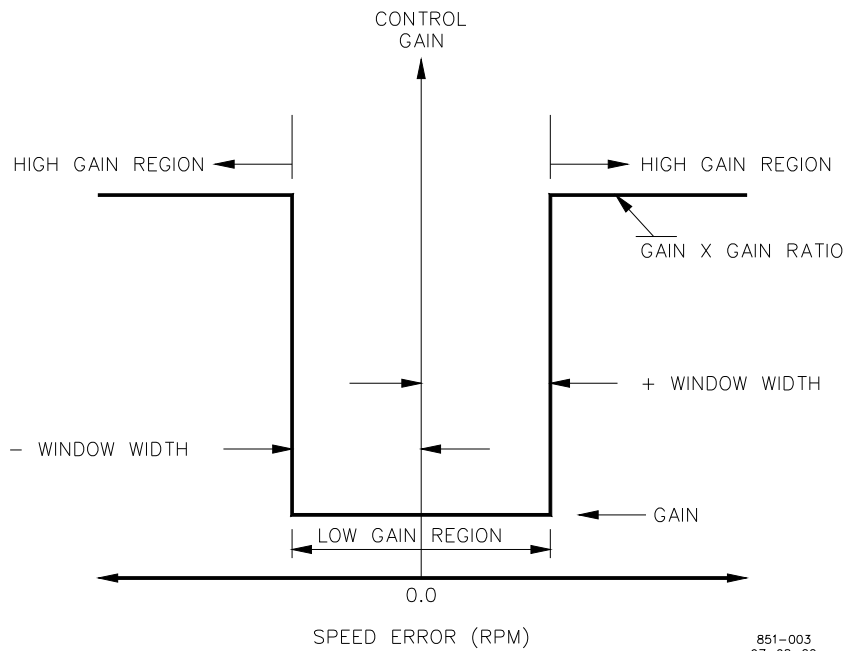 CONTROL
GAIN
HIGH GAIN REGION
HIGH GAIN REGION
GAIN X GAIN RATIO
+ WINDOW WIDTH
- WINDOW WIDTH
GAIN
LOW GAIN REGION
0.0
SPEED ERROR (RPM)
851-003